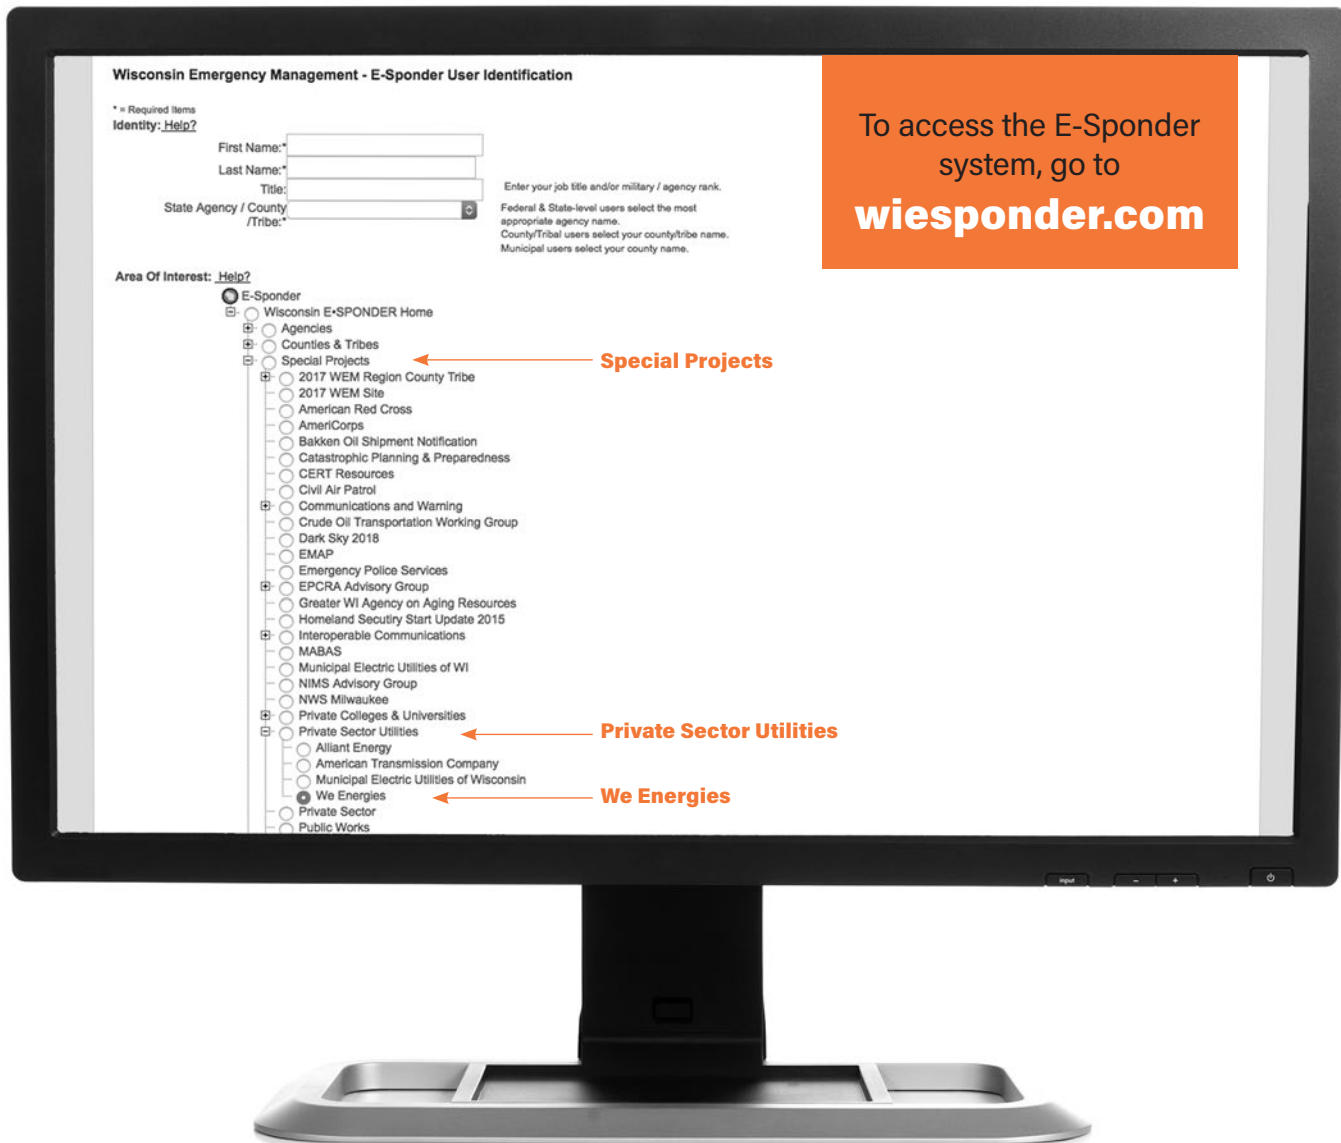 Wisconsin Emergency Management - E-Sponder User Identification
To access the E-Sponder
system, go to
wiesponder.com
* = Required Items
Identity: Help?
First Name:*
Last Name:*
Title:
Enter your job title and/or military / agency rank.
State Agency / County
/Tribe:*
Federal & State-level users select the most
appropriate agency name.
County/Tribal users select your county/tribe name.
Municipal users select your county name.
Area Of Interest: Help?
E-Sponder
Wisconsin E•SPONDER Home
Agencies
Counties & Tribes
Special Projects
Special Projects
2017 WEM Region County Tribe
2017 WEM Site
American Red Cross
AmeriCorps
Bakken Oil Shipment Notification
Catastrophic Planning & Preparedness
CERT Resources
Civil Air Patrol
Communications and Warning
Crude Oil Transportation Working Group
Dark Sky 2018
EMAP
Emergency Police Services
EPCRA Advisory Group
Greater WI Agency on Aging Resources
Homeland Secutiry Start Update 2015
Interoperable Communications
MABAS
Municipal Electric Utilities of WI
NIMS Advisory Group
NWS Milwaukee
Private Colleges & Universities
Private Sector Utilities
Private Sector Utilities
Alliant Energy
American Transmission Company
Municipal Electric Utilities of Wisconsin
We Energies
We Energies
Private Sector
Public Works
input